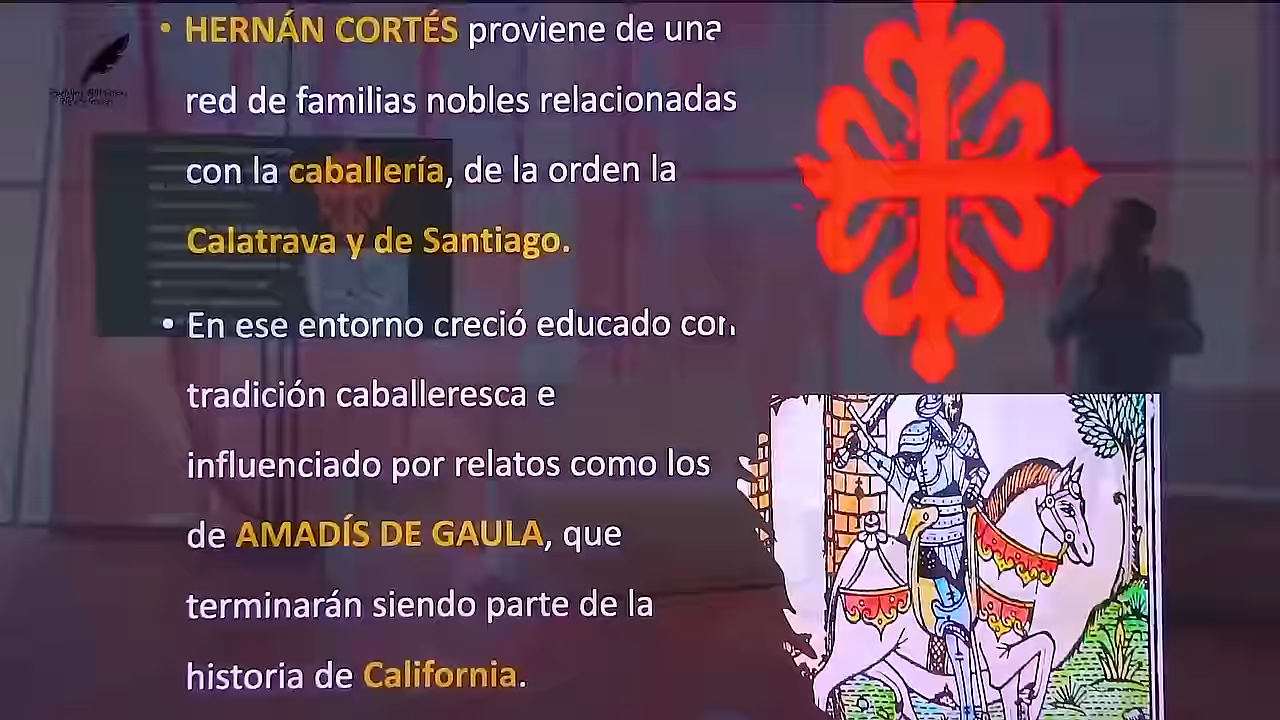 • HERNÁN CORTÉS proviene de una
red de familias nobles relacionadas
con la caballería, de la orden la
Calatrava y de Santiago.
• En ese entorno creció educado con
tradición caballeresca e
influenciado por relatos como los
de AMADÍS DE GAULA, que
terminarán siendo parte de la
historia de California.